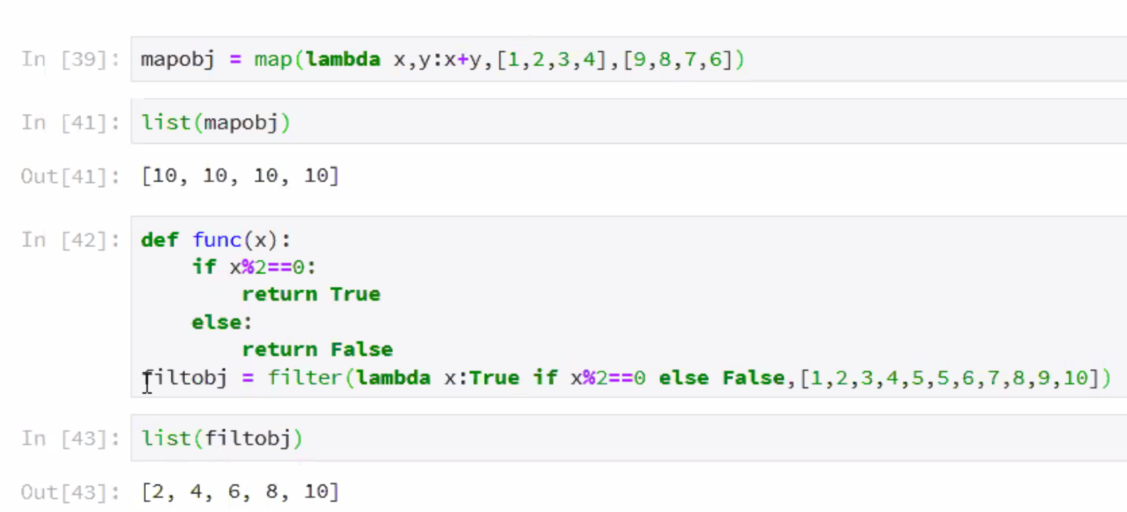 In [39]: mapobj = map(lambda x,y:x+y,[1,2,3,4],[9,8,7,6])
In [41]: list(mapobj)
Out[41]: [10, 10, 10, 10]
In [42]: def func(x):
    if x%2==0:
        return True
    else:
        return False
filtobj = filter(lambda x:True if x%2==0 else False,[1,2,3,4,5,5,6,7,8,9,10])
In [43]: list(filtobj)
Out[43]: [2, 4, 6, 8, 10]